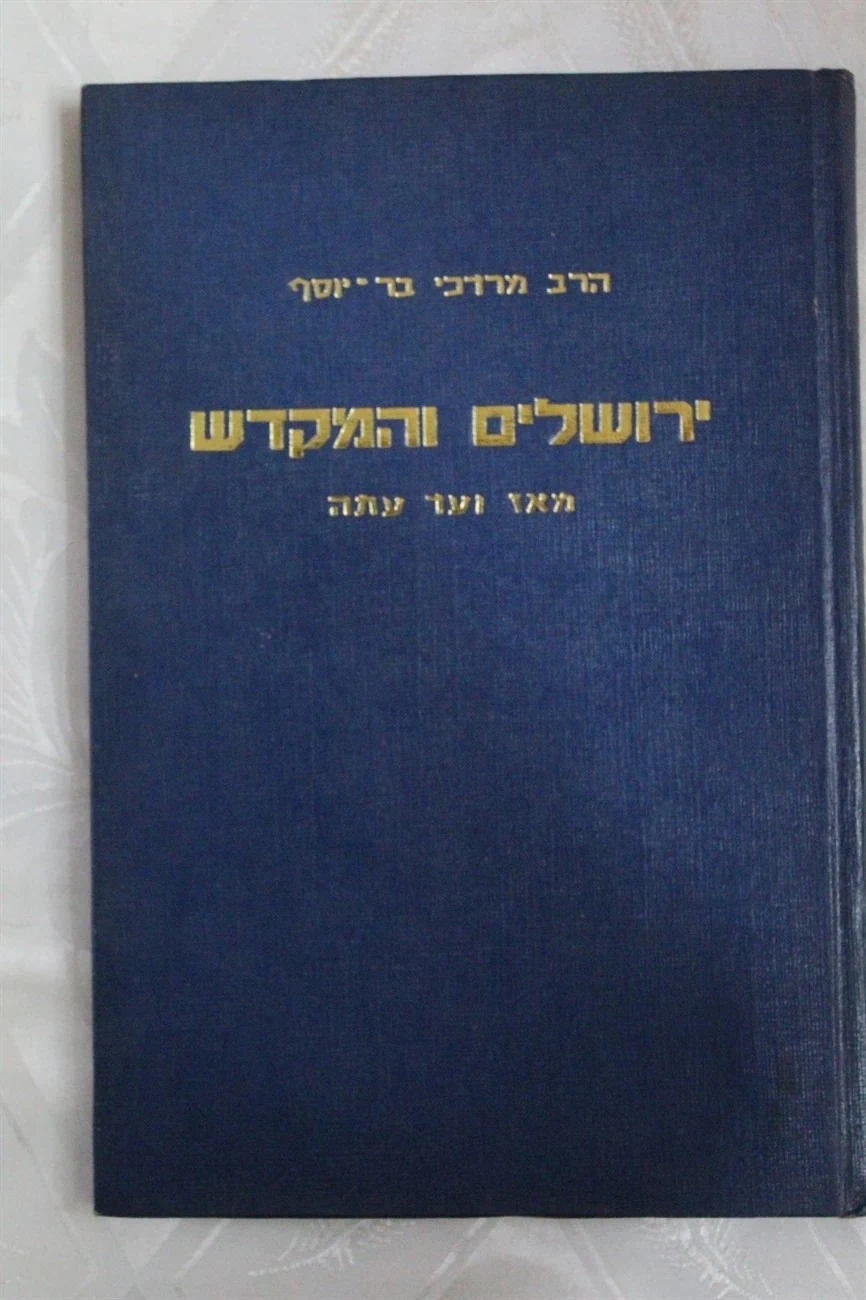 הרב מרדכי בר-יוסף
ירושלים והמקדש
מאז ועד עתה